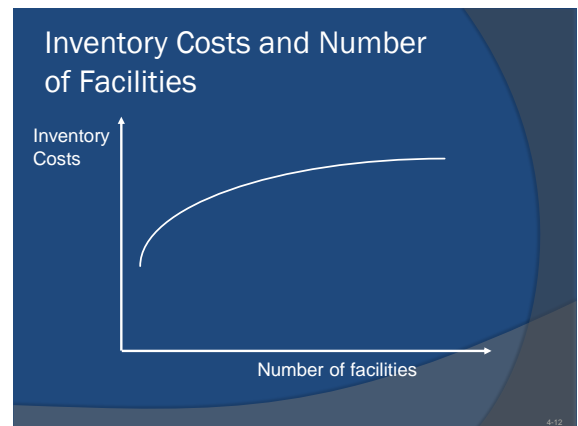 Inventory Costs and Number
of Facilities
Inventory
Costs
Number of facilities
4-12